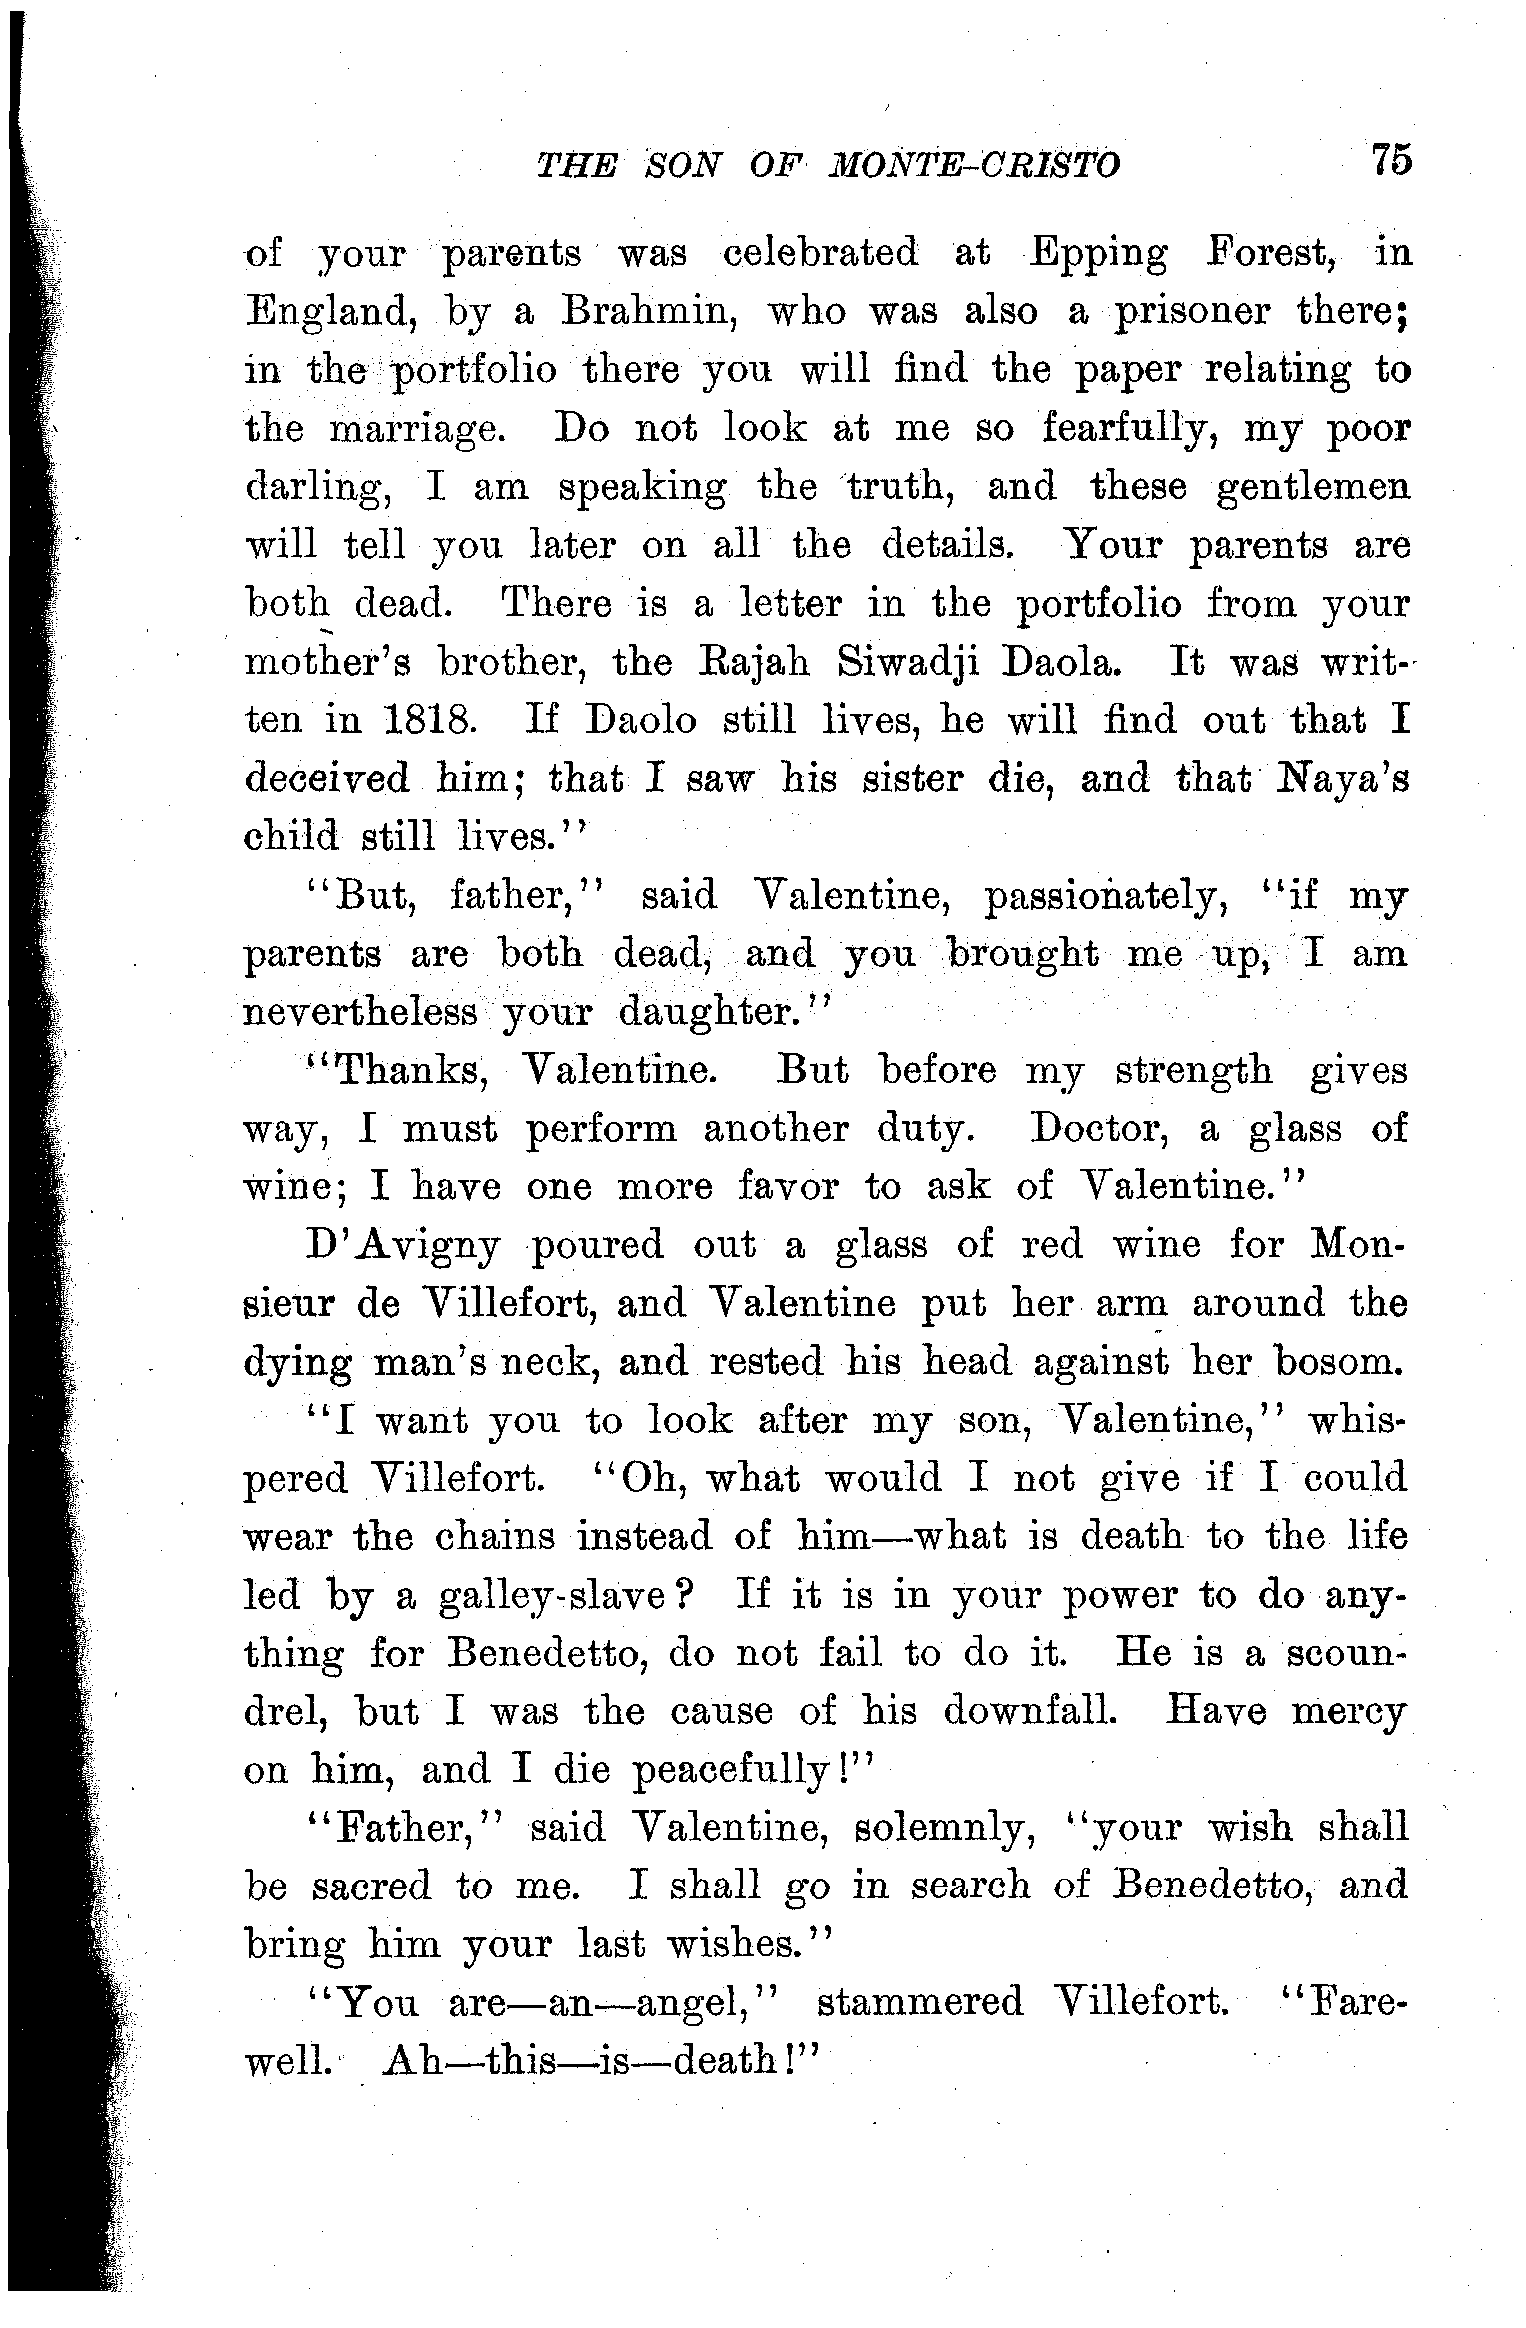 THE SON OF MONTE-CRISTO 75
of your parents was celebrated at Epping Forest, in
England, by a Brahmin, who was also a prisoner there;
in the portfolio there you will find the paper relating to
the marriage. Do not look at me so fearfully, my poor
darling, I am speaking the truth, and these gentlemen
will tell you later on all the details. Your parents are
both dead. There is a letter in the portfolio from your
mother's brother, the Rajah Siwadji Daola. It was writ-
ten in 1818. If Daolo still lives, he will find out that I
deceived him; that I saw his sister die, and that Naya's
child still lives."
"But, father," said Valentine, passionately, "if my
parents are both dead, and you brought me up, I am
nevertheless your daughter."
"Thanks, Valentine. But before my strength gives
way, I must perform another duty. Doctor, a glass of
wine; I have one more favor to ask of Valentine."
D'Avigny poured out a glass of red wine for Mon-
sieur de Villefort, and Valentine put her arm around the
dying man's neck, and rested his head against her bosom.
"I want you to look after my son, Valentine," whis-
pered Villefort. "Oh, what would I not give if I could
wear the chains instead of him—what is death to the life
led by a galley-slave? If it is in your power to do any-
thing for Benedetto, do not fail to do it. He is a scoun-
drel, but I was the cause of his downfall. Have mercy
on him, and I die peacefully!"
"Father," said Valentine, solemnly, "your wish shall
be sacred to me. I shall go in search of Benedetto, and
bring him your last wishes."
"You are—an—angel," stammered Villefort. "Fare-
well. Ah—this—is—death!"